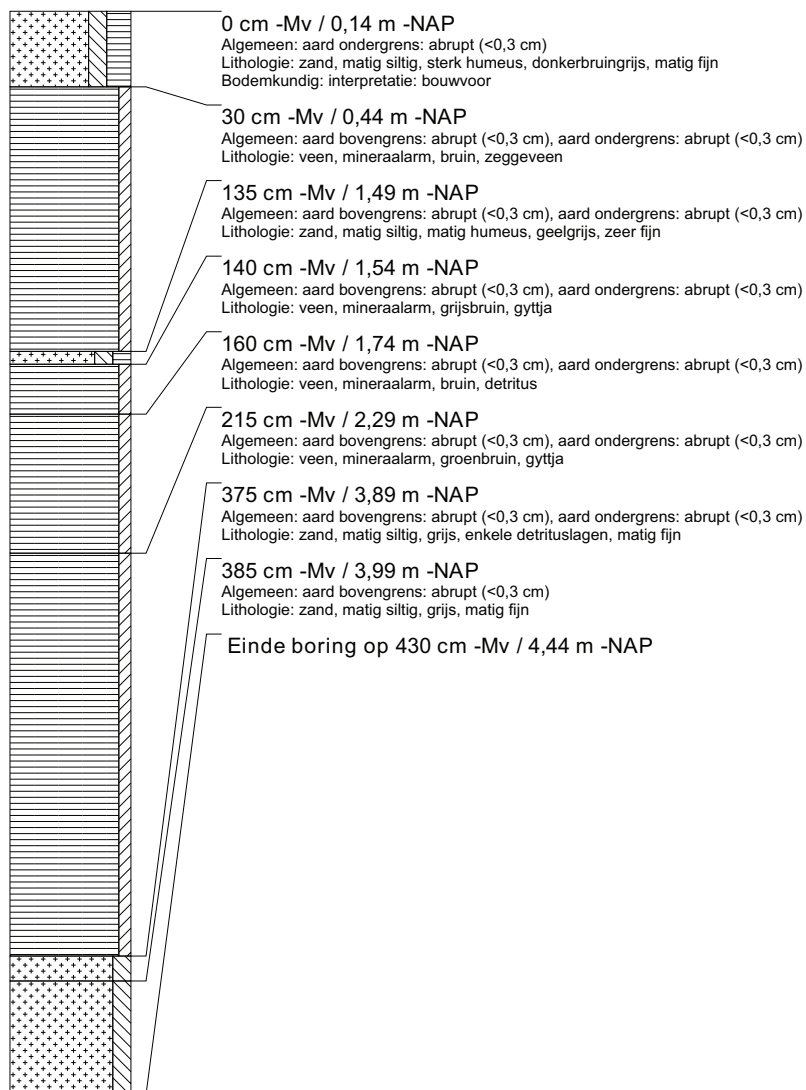 0 cm -Mv / 0,14 m -NAP
Algemeen: aard ondergrens: abrupt (<0,3 cm)
Lithologie: zand, matig siltig, sterk humeus, donkerbruingrijs, matig fijn
Bodemkundig: interpretatie: bouwvoor
30 cm -Mv / 0,44 m -NAP
Algemeen: aard bovengrens: abrupt (<0,3 cm), aard ondergrens: abrupt (<0,3 cm)
Lithologie: veen, mineraalarm, bruin, zeggeveen
135 cm -Mv / 1,49 m -NAP
Algemeen: aard bovengrens: abrupt (<0,3 cm), aard ondergrens: abrupt (<0,3 cm)
Lithologie: zand, matig siltig, matig humeus, geelgrijs, zeer fijn
140 cm -Mv / 1,54 m -NAP
Algemeen: aard bovengrens: abrupt (<0,3 cm), aard ondergrens: abrupt (<0,3 cm)
Lithologie: veen, mineraalarm, grijsbruin, gyttja
160 cm -Mv / 1,74 m -NAP
Algemeen: aard bovengrens: abrupt (<0,3 cm), aard ondergrens: abrupt (<0,3 cm)
Lithologie: veen, mineraalarm, bruin, detritus
215 cm -Mv / 2,29 m -NAP
Algemeen: aard bovengrens: abrupt (<0,3 cm), aard ondergrens: abrupt (<0,3 cm)
Lithologie: veen, mineraalarm, groenbruin, gyttja
375 cm -Mv / 3,89 m -NAP
Algemeen: aard bovengrens: abrupt (<0,3 cm), aard ondergrens: abrupt (<0,3 cm)
Lithologie: zand, matig siltig, grijs, enkele detrituslagen, matig fijn
385 cm -Mv / 3,99 m -NAP
Algemeen: aard bovengrens: abrupt (<0,3 cm)
Lithologie: zand, matig siltig, grijs, matig fijn
Einde boring op 430 cm -Mv / 4,44 m -NAP